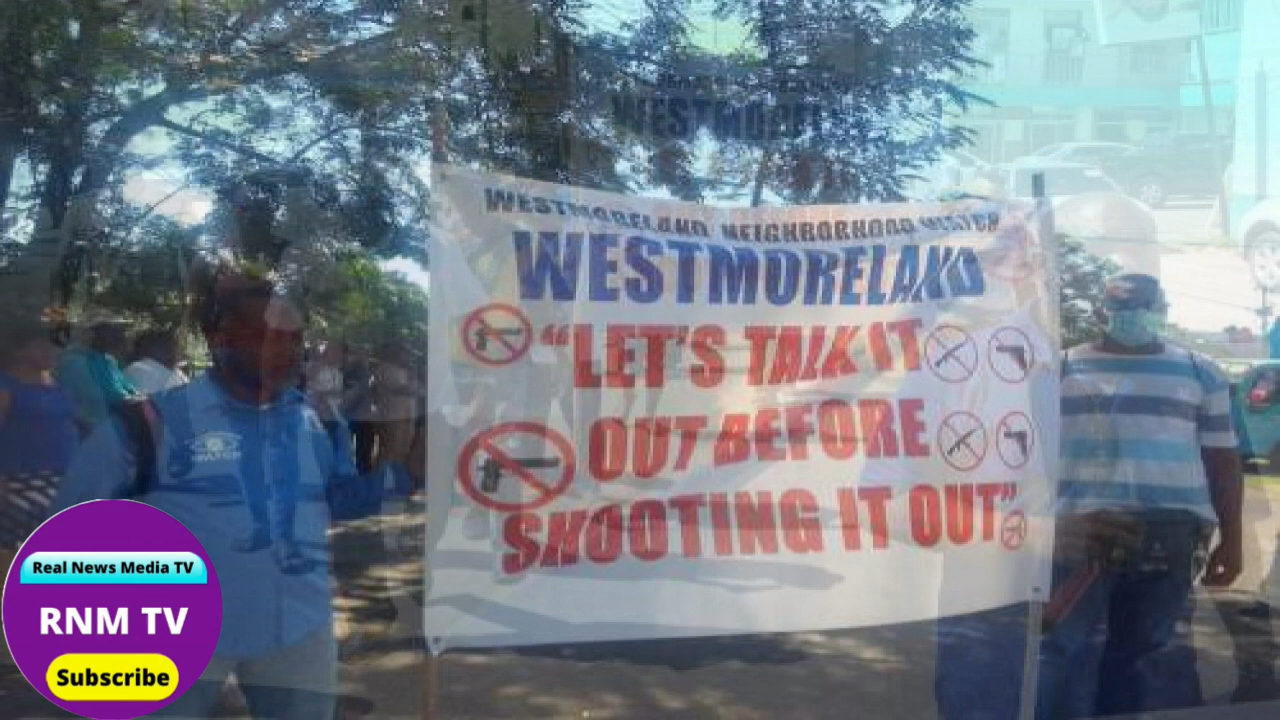 WESTMORELAND NEIGHBORHOOD WATCH
WESTMORELAND
"LET'S TALK IT
OUT BEFORE
SHOOTING IT OUT"
WATCH
Real News Media TV
RNM TV
Subscribe